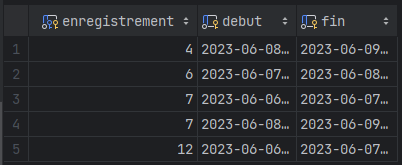 enregistrement debut fin
1 4 2023-06-08… 2023-06-09…
2 6 2023-06-07… 2023-06-08…
3 7 2023-06-06… 2023-06-07…
4 7 2023-06-08… 2023-06-09…
5 12 2023-06-06… 2023-06-07…